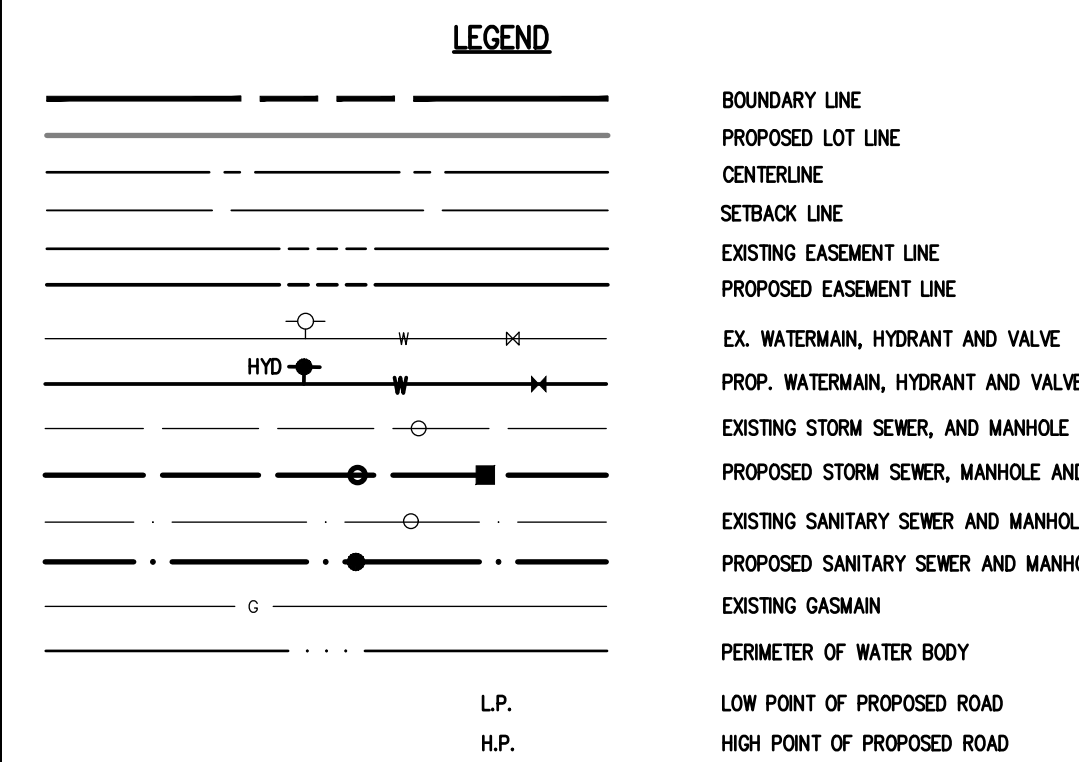 LEGEND
BOUNDARY LINE
PROPOSED LOT LINE
CENTERLINE
SETBACK LINE
EXISTING EASEMENT LINE
PROPOSED EASEMENT LINE
W EX. WATERMAIN, HYDRANT AND VALVE
HYD W PROP. WATERMAIN, HYDRANT AND VALVE
EXISTING STORM SEWER, AND MANHOLE
PROPOSED STORM SEWER, MANHOLE AND
EXISTING SANITARY SEWER AND MANHOL
PROPOSED SANITARY SEWER AND MANHO
G EXISTING GASMAIN
PERIMETER OF WATER BODY
L.P. LOW POINT OF PROPOSED ROAD
H.P. HIGH POINT OF PROPOSED ROAD